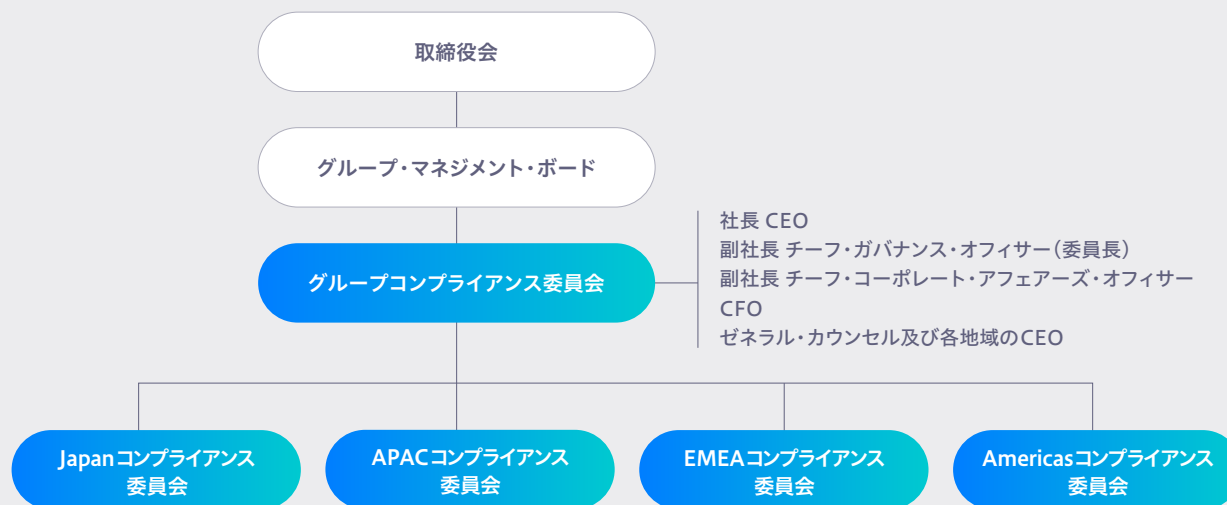 取締役会
グループ・マネジメント・ボード
グループコンプライアンス委員会
社長 CEO
副社長 チーフ・ガバナンス・オフィサー（委員長）
副社長 チーフ・コーポレート・アフェアーズ・オフィサー
CFO
ゼネラル・カウンセル及び各地域のCEO
Japanコンプライアンス
委員会
APACコンプライアンス
委員会
EMEAコンプライアンス
委員会
Americasコンプライアンス
委員会